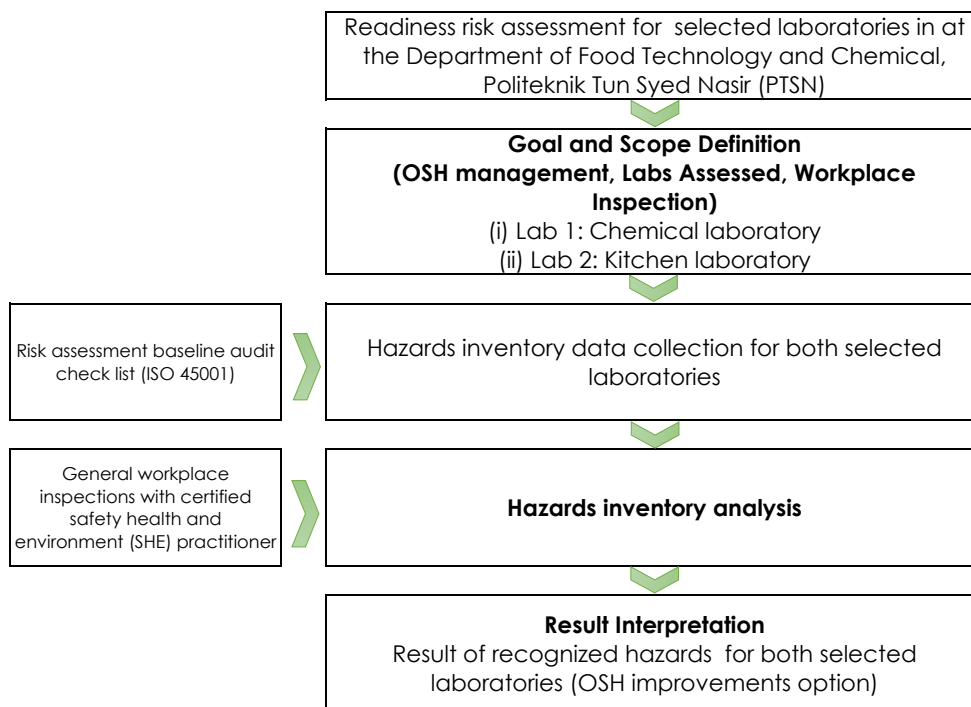 Readiness risk assessment for selected laboratories in at
the Department of Food Technology and Chemical,
Politeknik Tun Syed Nasir (PTSN)
Goal and Scope Definition
(OSH management, Labs Assessed, Workplace
Inspection)
(i) Lab 1: Chemical laboratory
(ii) Lab 2: Kitchen laboratory
Risk assessment baseline audit
check list (ISO 45001)
Hazards inventory data collection for both selected
laboratories
General workplace
inspections with certified
safety health and
environment (SHE) practitioner
Hazards inventory analysis
Result Interpretation
Result of recognized hazards for both selected
laboratories (OSH improvements option)